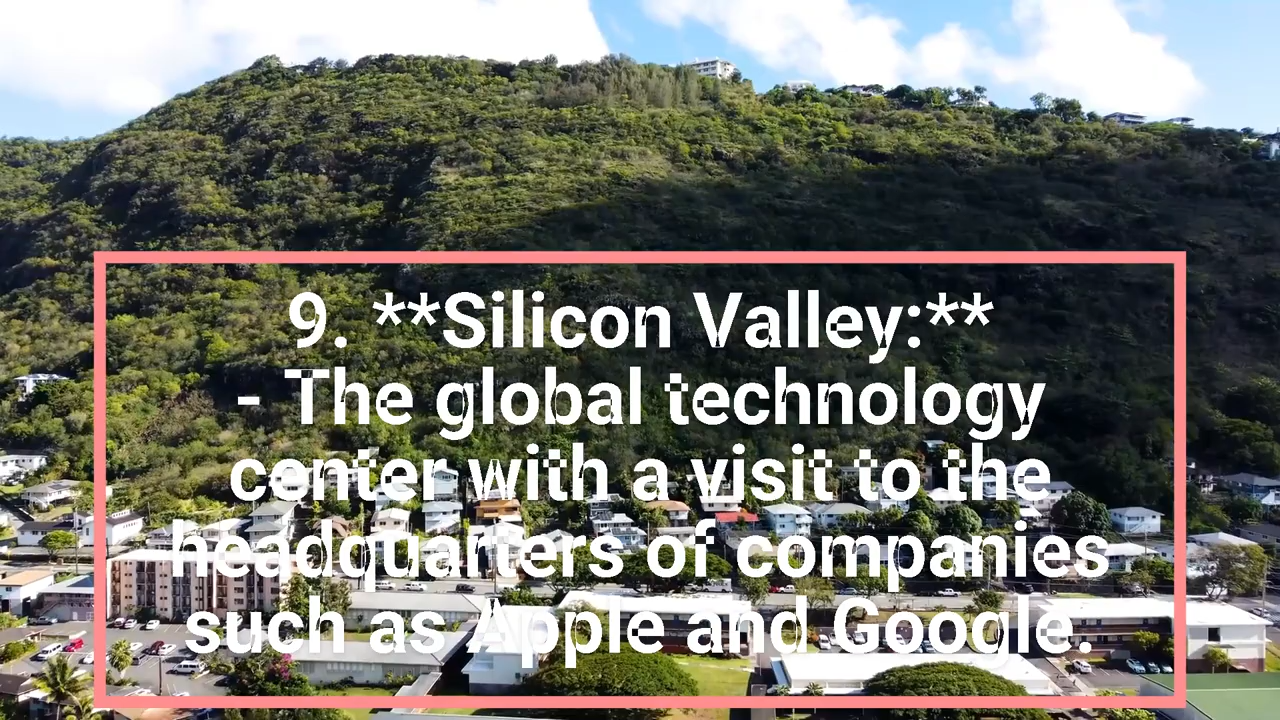 9. **Silicon Valley:**
- The global technology
center with a visit to the
headquarters of companies
such as Apple and Google.